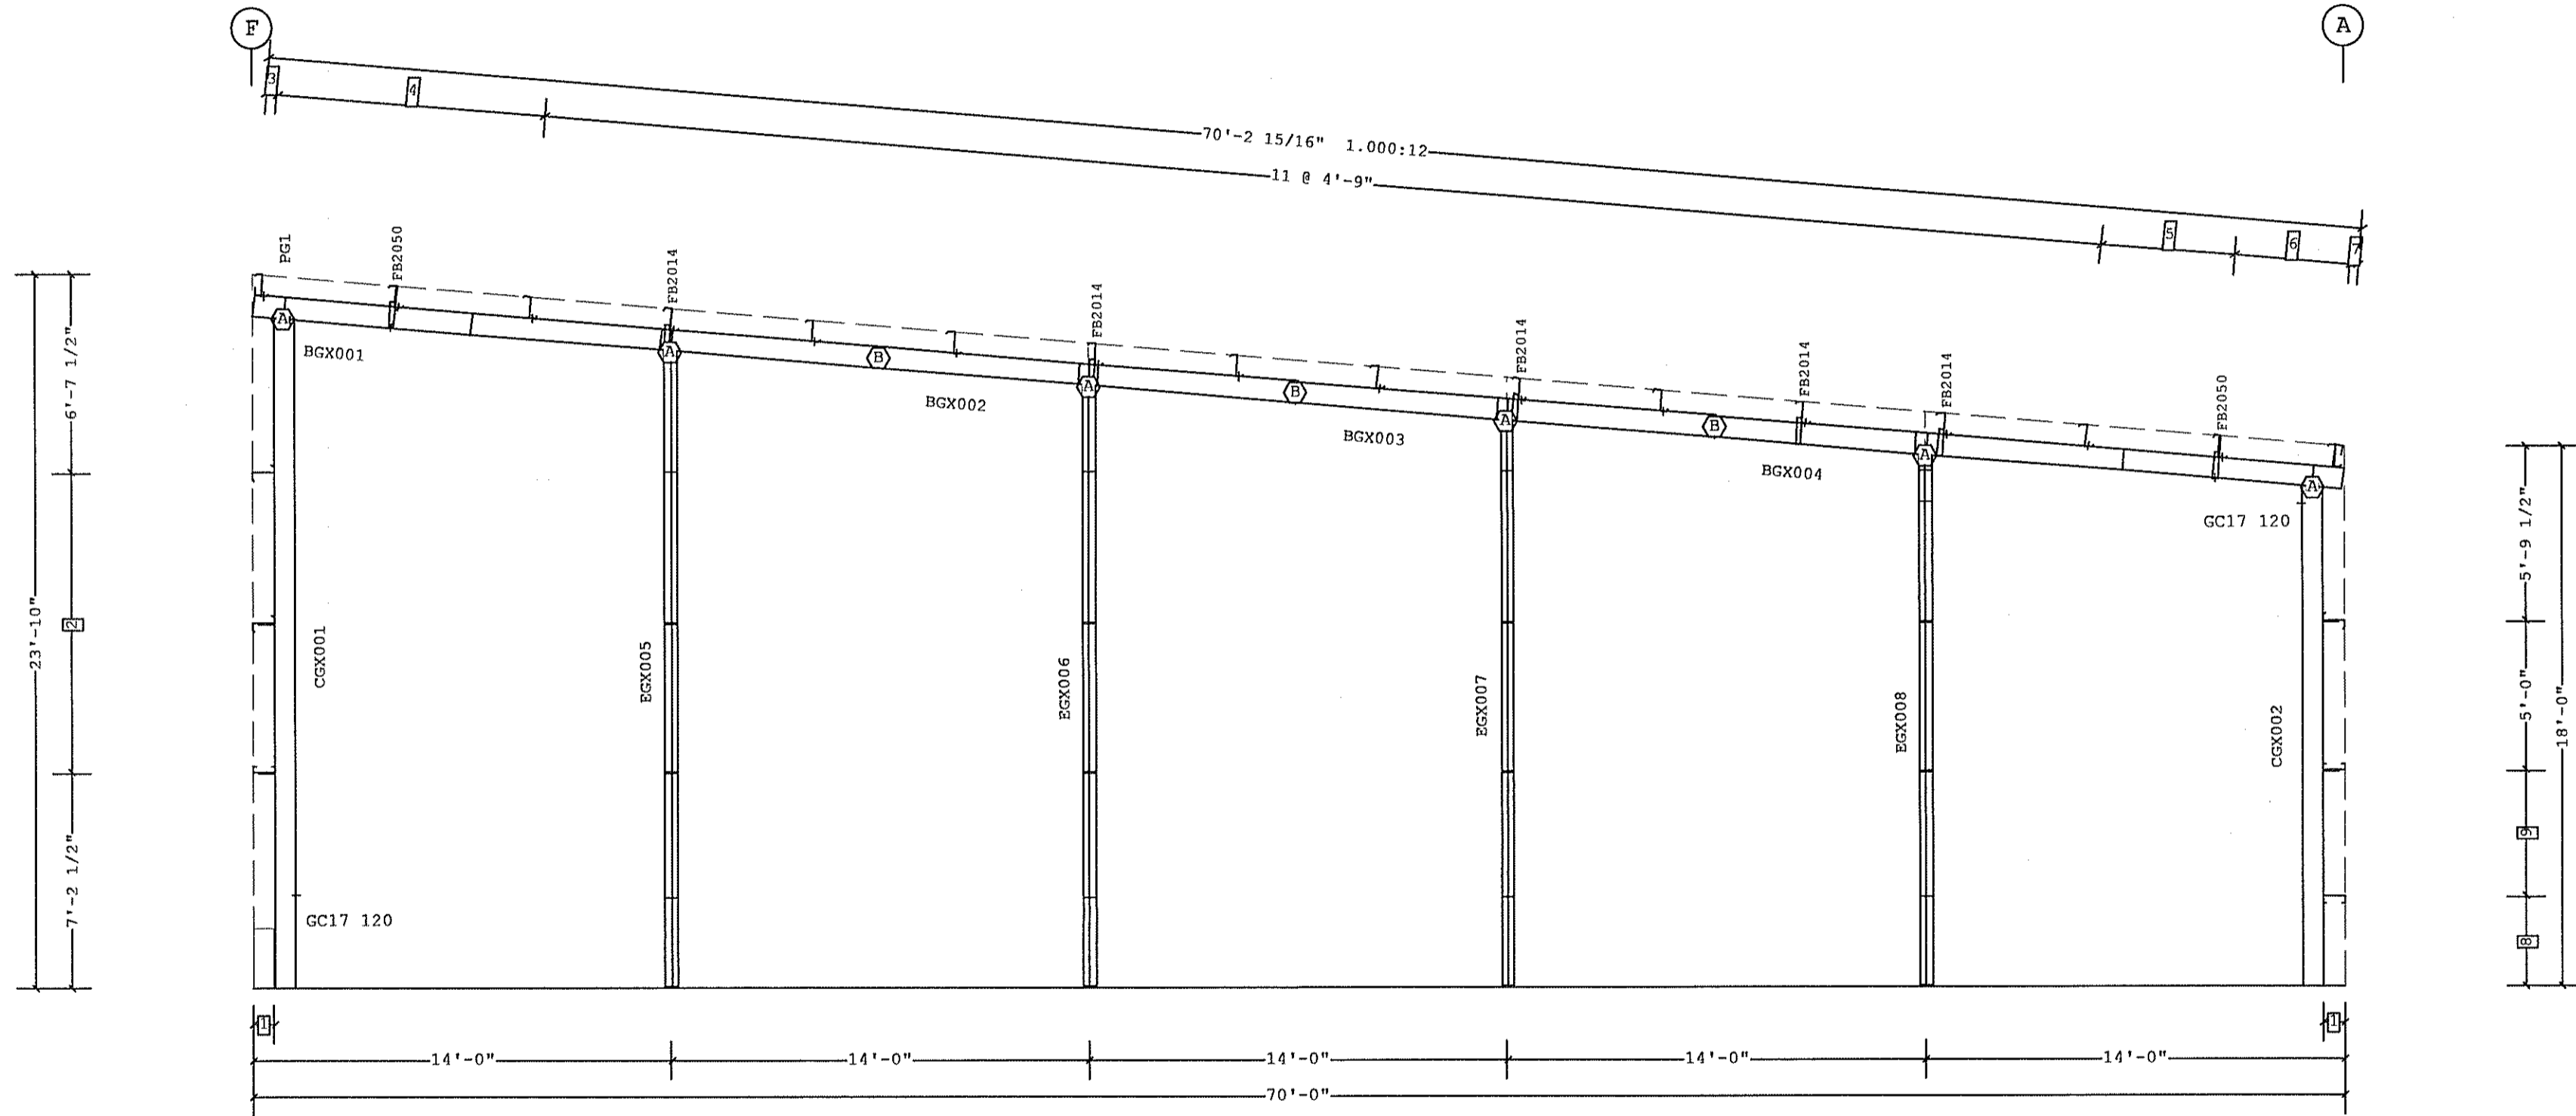 F
A
3
4
70'-2 15/16" 1.000:12
11 @ 4'-9"
5
6
7
PG1
FB2050
FB2014
FB2014
FB2014
FB2014
FB2014
FB2050
A
A
B
A
B
A
B
A
A
BGX001
BGX002
BGX003
BGX004
GC17 120
6'-7 1/2"
23'-10"
2
7'-2 1/2"
CGX001
EGX005
EGX006
EGX007
EGX008
CGX002
5'-9 1/2"
5'-0"
18'-0"
9
8
GC17 120
1
1
14'-0"
14'-0"
14'-0"
14'-0"
14'-0"
70'-0"